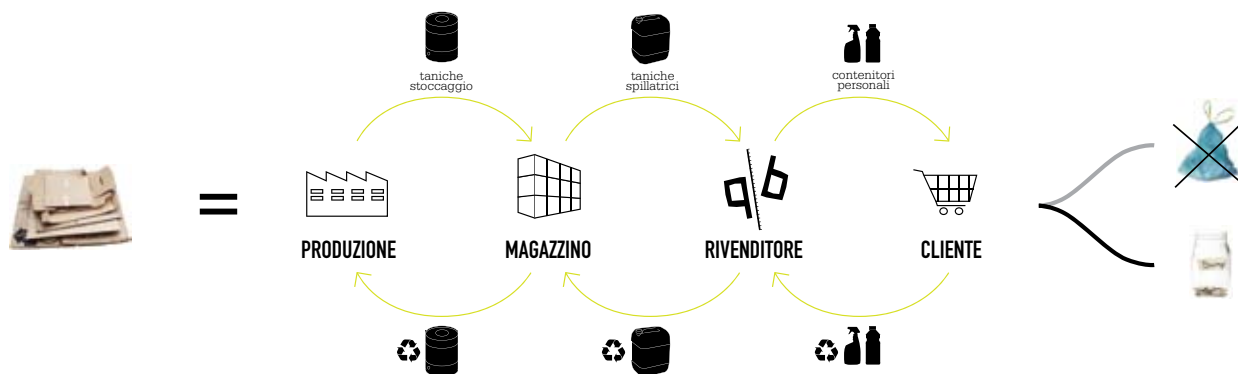 taniche
stoccaggio
taniche
spillatrici
contenitori
personali
PRODUZIONE
MAGAZZINO
RIVENDITORE
CLIENTE